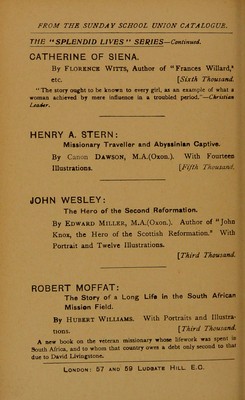 FROM THE SUNDAY SCHOOL UNION CATALOGUE.
THE "SPLENDID LIVES" SERIES—Continued.
CATHERINE OF SIENA.
By FLORENCE WITTS, Author of "Frances Willard,"
etc. [Sixth Thousand.
"The story ought to be known to every girl, as an example of what a
woman achieved by mere influence in a troubled period."—Christian
Leader.
HENRY A. STERN:
Missionary Traveller and Abyssinian Captive.
By Canon DAWSON, M.A.(Oxon.). With Fourteen
Illustrations. [Fifth Thousand.
JOHN WESLEY:
The Hero of the Second Reformation.
By EDWARD MILLER, M.A.(Oxon.). Author of "John
Knox, the Hero of the Scottish Reformation." With
Portrait and Twelve Illustrations.
[Third Thousand.
ROBERT MOFFAT:
The Story of a Long Life in the South African
Mission Field.
By HUBERT WILLIAMS. With Portraits and Illustra-
tions. [Third Thousand.
A new book on the veteran missionary whose lifework was spent in
South Africa, and to whom that country owes a debt only second to that
due to David Livingstone.
LONDON: 57 AND 59 LUDGATE HILL, E.C.